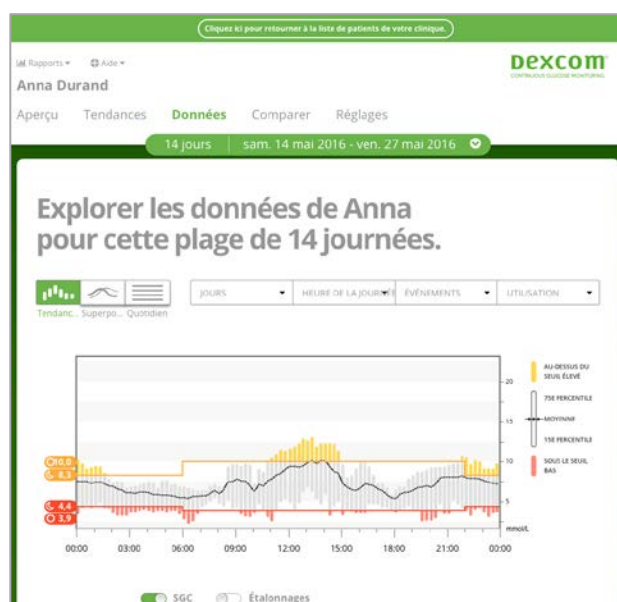 Cliquez ici pour retourner à la liste de patients de votre clinique.
Rapports Aide
Dexcom
CONTINUOUS GLUCOSE MONITORING
Anna Durand
Aperçu Tendances Données Comparer Réglages
14 jours sam. 14 mai 2016 - ven. 27 mai 2016
Explorer les données de Anna
pour cette plage de 14 journées.
JOURS HEURE DE LA JOURNÉE ÉVÉNEMENTS UTILISATION
Tendanc... Superpo... Quotidien
AU-DESSUS DU
SEUIL ÉLEVÉ
20
75E PERCENTILE
15
MOYENNE
15E PERCENTILE
10,0
10
SOUS LE SEUIL
BAS
8,3
4,4
5
3,9
mmol/L
00:00 03:00 06:00 09:00 12:00 15:00 18:00 21:00 00:00
SGC Étalonnages